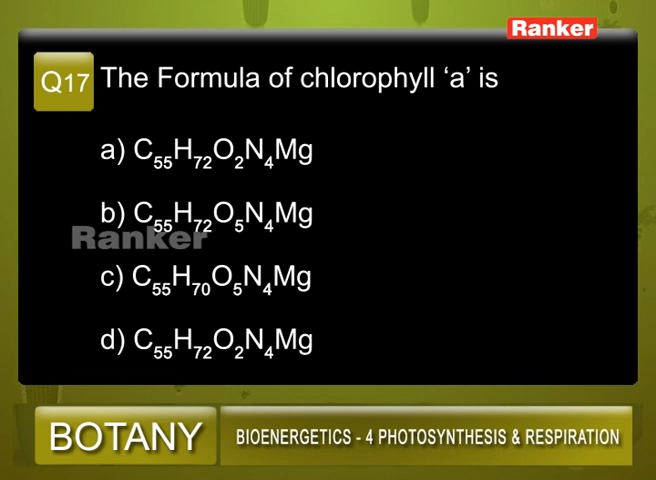 Ranker
Q17 The Formula of chlorophyll ‘a’ is
a) C₅₅H₇₂O₂N₄Mg
b) C₅₅H₇₂O₅N₄Mg
Ranker
c) C₅₅H₇₀O₅N₄Mg
d) C₅₅H₇₂O₂N₄Mg
BOTANY
BIOENERGETICS - 4 PHOTOSYNTHESIS & RESPIRATION